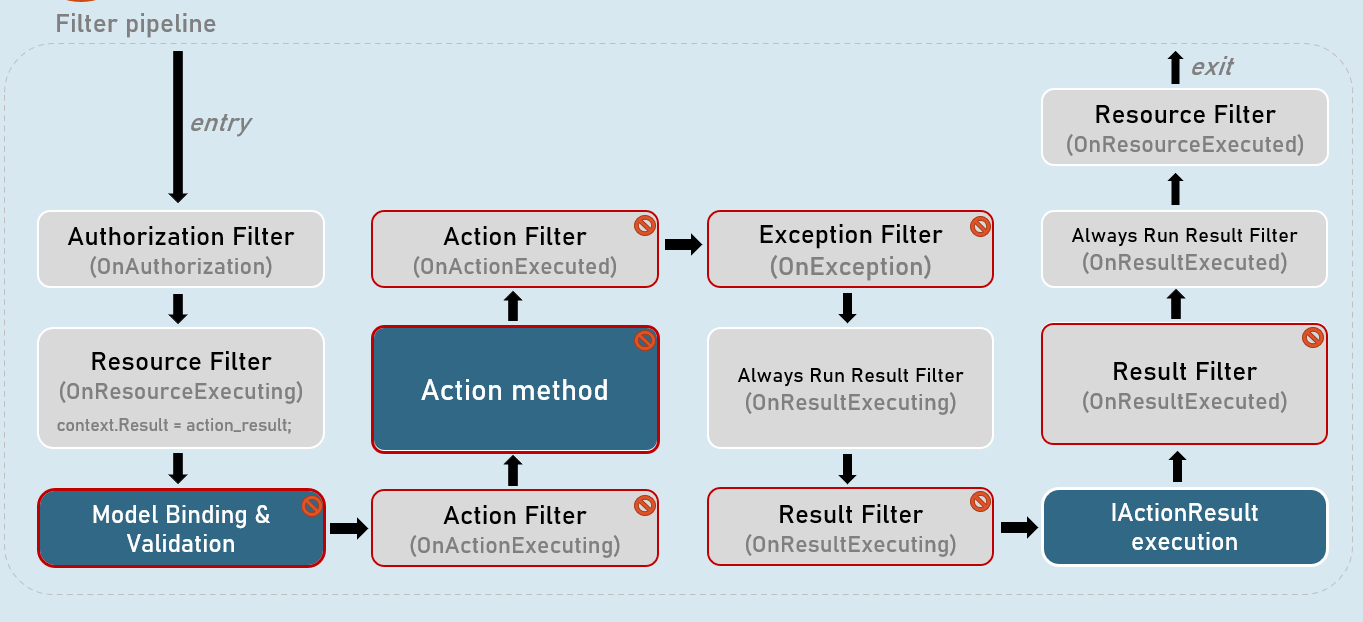 Filter pipeline
entry
Authorization Filter
(OnAuthorization)
Resource Filter
(OnResourceExecuting)
context.Result = action_result;
Model Binding &
Validation
Action Filter
(OnActionExecuting)
Action method
Action Filter
(OnActionExecuted)
Exception Filter
(OnException)
Always Run Result Filter
(OnResultExecuting)
Result Filter
(OnResultExecuting)
IActionResult
execution
Result Filter
(OnResultExecuted)
Always Run Result Filter
(OnResultExecuted)
Resource Filter
(OnResourceExecuted)
exit